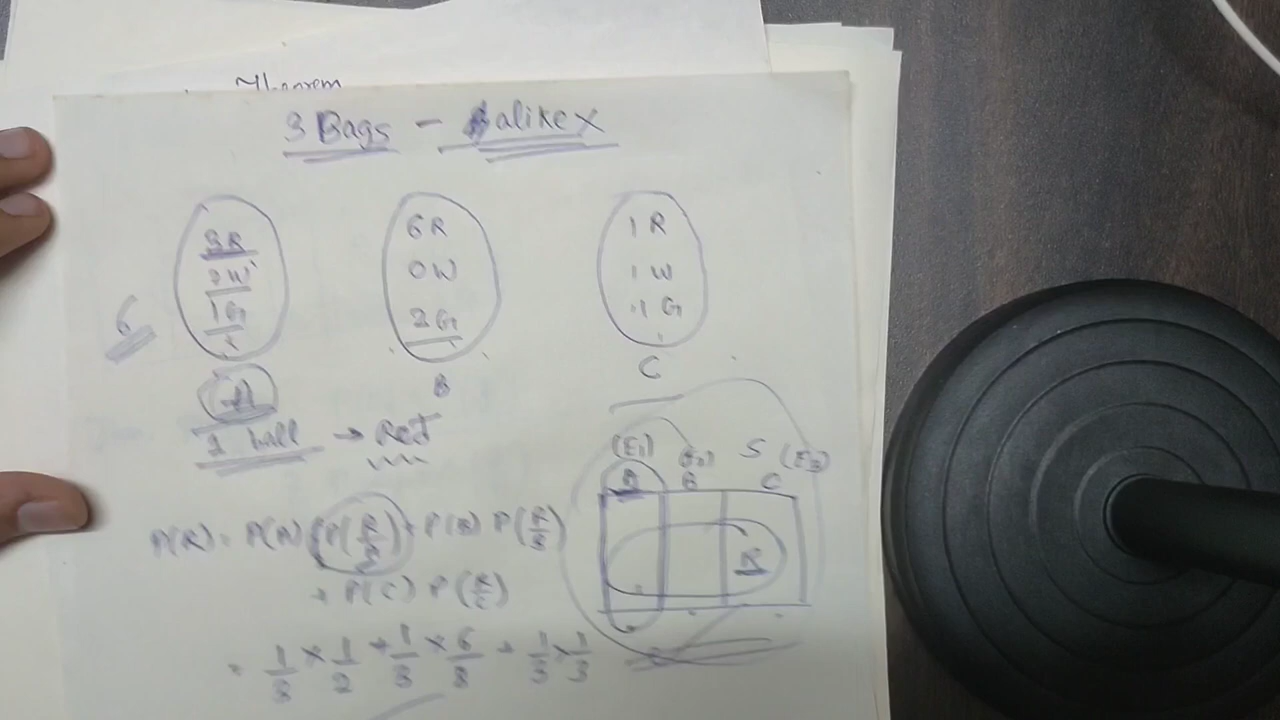 Theorem
3 Bags - alike X
3R 6R 1R
2W 0W 1W
1G 2G 1G
6
A B C
1 ball → Red
(E1) (E2) S (E3)
B C
R
P(R) = P(A) P(R/A) + P(B) P(R/B)
+ P(C) P(R/C)
= 1/3 × 1/2 + 1/3 × 6/8 + 1/3 × 1/3